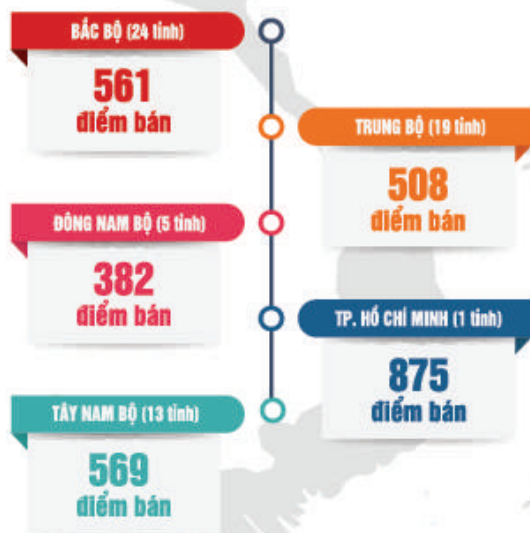 BẮC BỘ (24 tỉnh)
561
điểm bán
TRUNG BỘ (19 tỉnh)
508
điểm bán
ĐÔNG NAM BỘ (5 tỉnh)
382
điểm bán
TP. HỒ CHÍ MINH (1 tỉnh)
875
điểm bán
TÂY NAM BỘ (13 tỉnh)
569
điểm bán